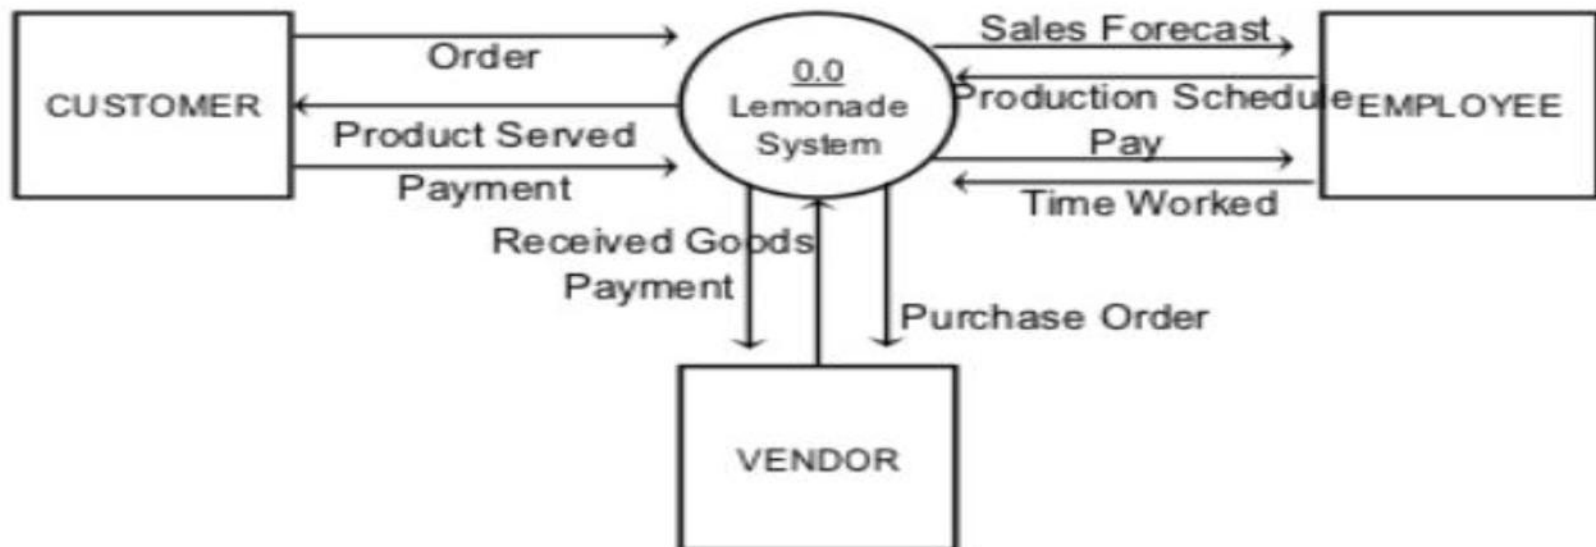 CUSTOMER
Order
Product Served
Payment
0.0
Lemonade
System
Sales Forecast
Production Schedule
Pay
Time Worked
EMPLOYEE
Received Goods
Payment
Purchase Order
VENDOR